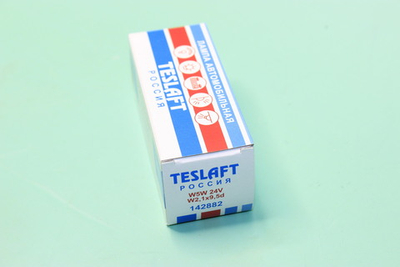 ЛАМПА АВТОМОБИЛЬНАЯ
TESLAFT
РОССИЯ
TESLAFT
РОССИЯ
W5W 24V
W2,1x9,5d
142882